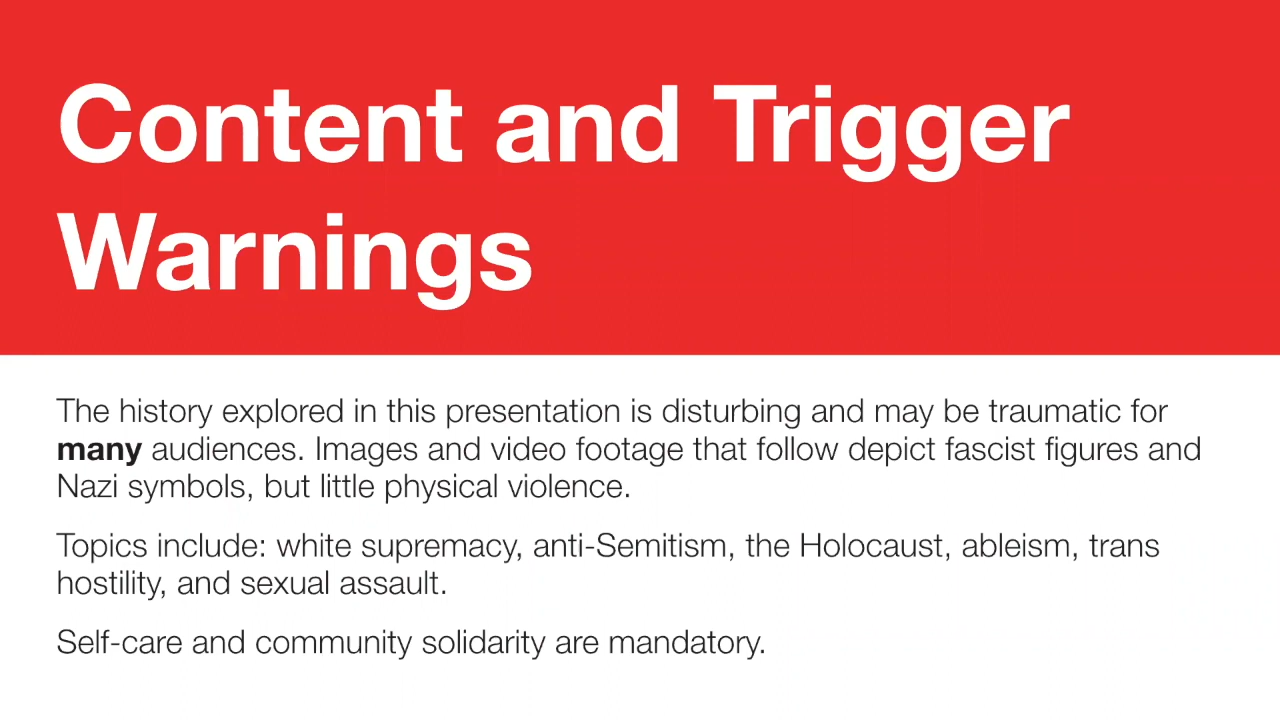 Content and Trigger
Warnings
The history explored in this presentation is disturbing and may be traumatic for
many audiences. Images and video footage that follow depict fascist figures and
Nazi symbols, but little physical violence.
Topics include: white supremacy, anti-Semitism, the Holocaust, ableism, trans
hostility, and sexual assault.
Self-care and community solidarity are mandatory.